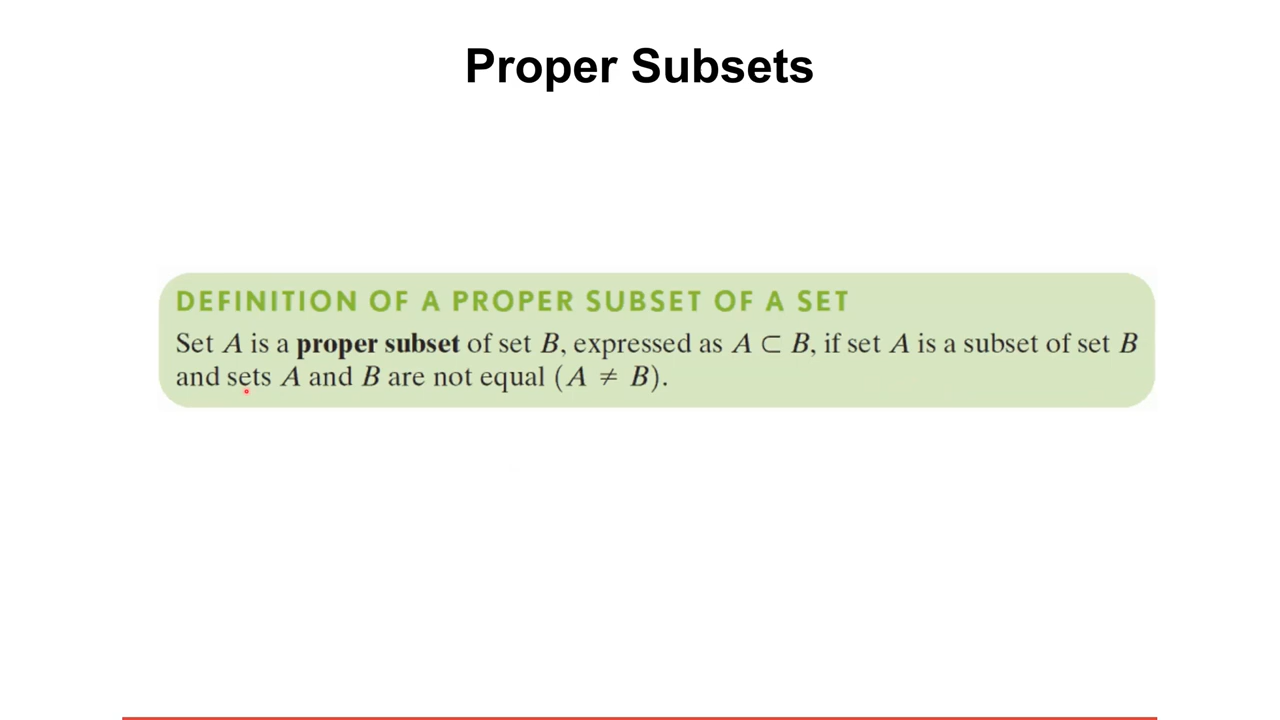 Proper Subsets
DEFINITION OF A PROPER SUBSET OF A SET
Set A is a proper subset of set B, expressed as A ⊂ B, if set A is a subset of set B
and sets A and B are not equal (A ≠ B).